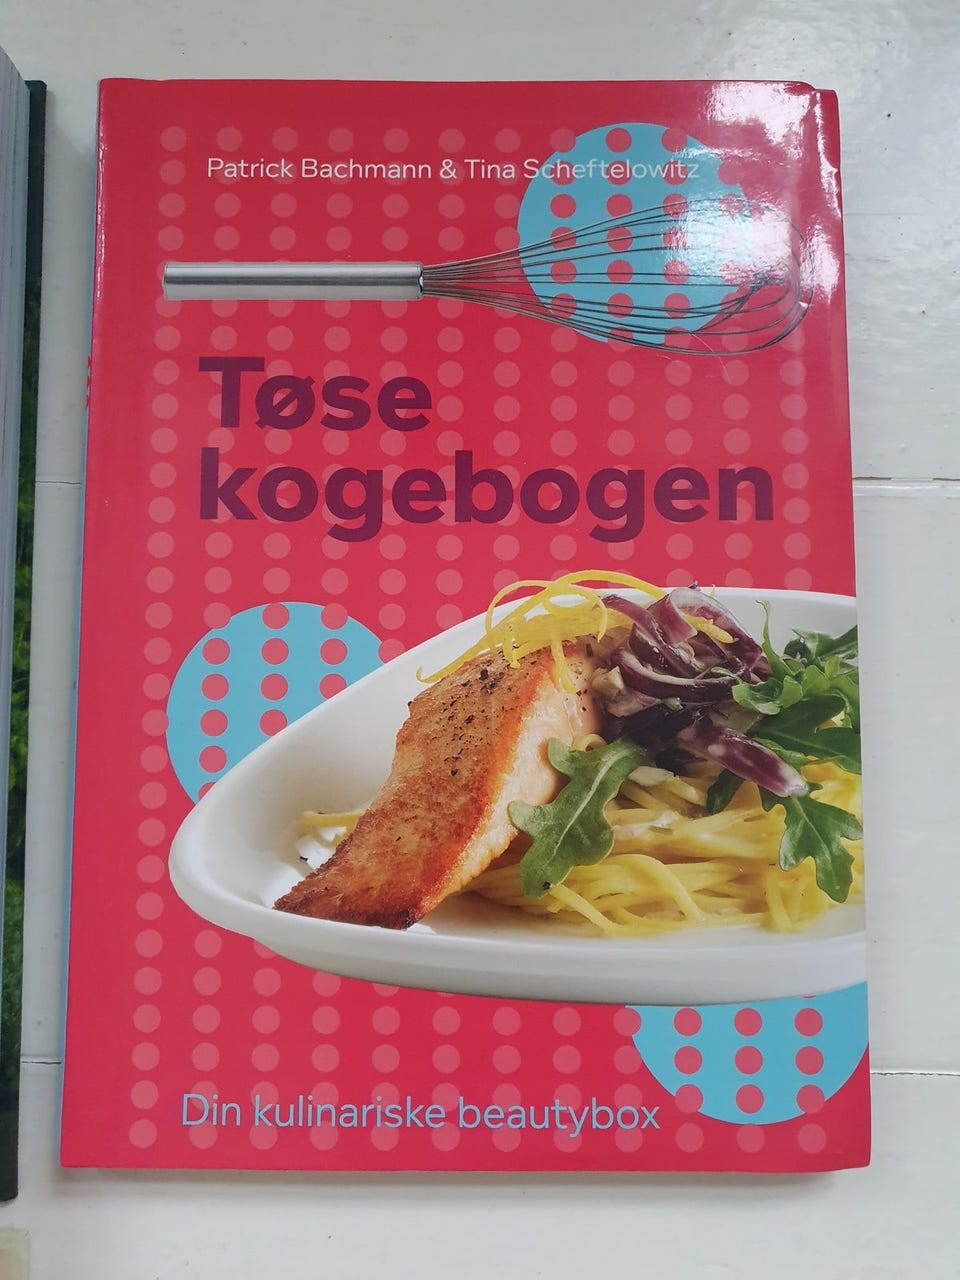 Patrick Bachmann & Tina Scheftelowitz
Tøse
kogebogen
Din kulinariske beautybox